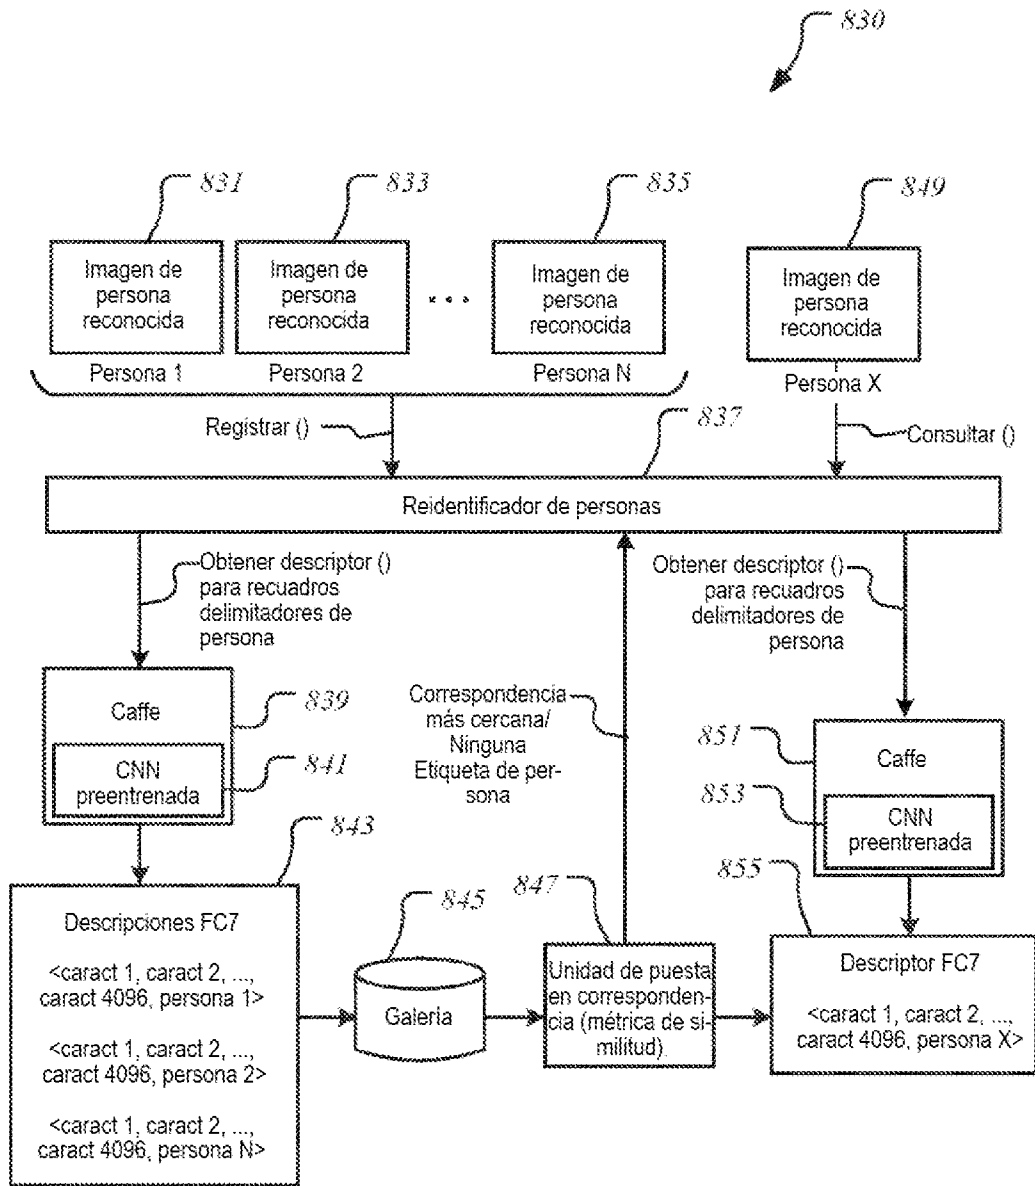 830
831
833
835
849
Imagen de
persona
reconocida
Imagen de
persona
reconocida
. . .
Imagen de
persona
reconocida
Imagen de
persona
reconocida
Persona 1
Persona 2
Persona N
Persona X
Registrar ()
837
Consultar ()
Reidentificador de personas
Obtener descriptor ()
para recuadros
delimitadores de
persona
Obtener descriptor ()
para recuadros
delimitadores de
persona
Caffe
839
CNN
preentrenada
841
Correspondencia
más cercana/
Ninguna
Etiqueta de per-
sona
851
Caffe
853
CNN
preentrenada
843
Descripciones FC7
<caract 1, caract 2, ...,
caract 4096, persona 1>
<caract 1, caract 2, ...,
caract 4096, persona 2>
<caract 1, caract 2, ...,
caract 4096, persona N>
845
Galería
847
Unidad de puesta
en corresponden-
cia (métrica de si-
militud).
855
Descriptor FC7
<caract 1, caract 2, ...,
caract 4096, persona X>